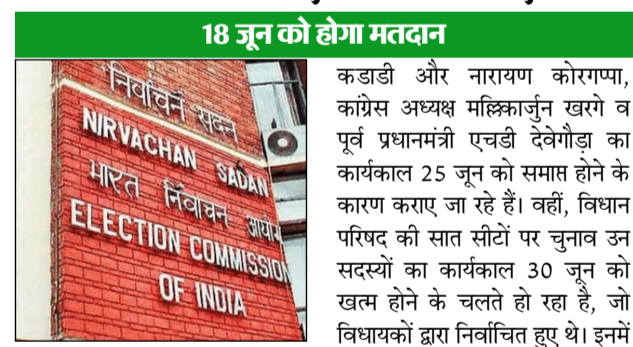 18 जून को होगा मतदान
निर्वाचन सदन
NIRVACHAN SADAN
भारत निर्वाचन आयोग
ELECTION COMMISSION
OF INDIA
कडाडी और नारायण कोरगप्पा,
कांग्रेस अध्यक्ष मल्लिकार्जुन खरगे व
पूर्व प्रधानमंत्री एचडी देवेगौड़ा का
कार्यकाल 25 जून को समाप्त होने के
कारण कराए जा रहे हैं। वहीं, विधान
परिषद की सात सीटों पर चुनाव उन
सदस्यों का कार्यकाल 30 जून को
खत्म होने के चलते हो रहा है, जो
विधायकों द्वारा निर्वाचित हुए थे। इनमें